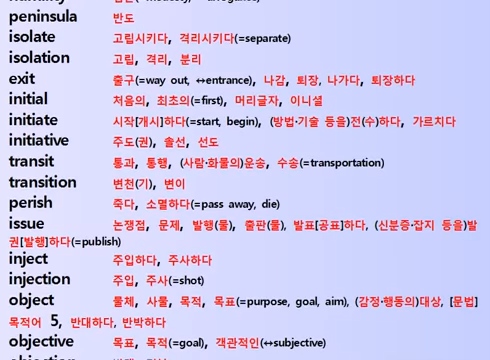 peninsula 반도
isolate 고립시키다, 격리시키다(=separate)
isolation 고립, 격리, 분리
exit 출구(=way out, ↔entrance), 나감, 퇴장, 나가다, 퇴장하다
initial 처음의, 최초의(=first), 머리글자, 이니셜
initiate 시작[개시]하다(=start, begin), (방법·기술 등을)전(수)하다, 가르치다
initiative 주도(권), 솔선, 선도
transit 통과, 통행, (사람·화물의)운송, 수송(=transportation)
transition 변천(기), 변이
perish 죽다, 소멸하다(=pass away, die)
issue 논쟁점, 문제, 발행(물), 출판(물), 발표[공표]하다, (신분증·잡지 등을)발
권[발행]하다(=publish)
inject 주입하다, 주사하다
injection 주입, 주사(=shot)
object 물체, 사물, 목적, 목표(=purpose, goal, aim), (감정·행동의)대상, [문법]
목적어 5, 반대하다, 반박하다
objective 목표, 목적(=goal), 객관적인(↔subjective)